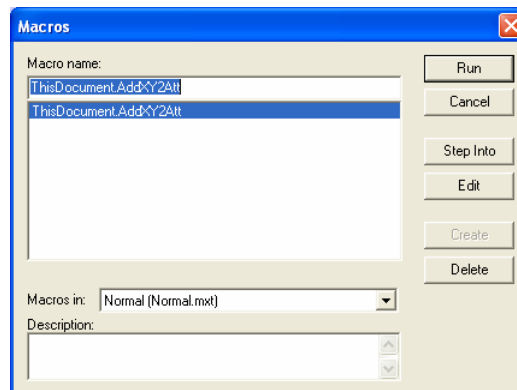 Macros
Macro name:
ThisDocument.AddXY2Att
ThisDocument.AddXY2Att
Run
Cancel
Step Into
Edit
Create
Delete
Macros in: Normal (Normal.mxt)
Description: